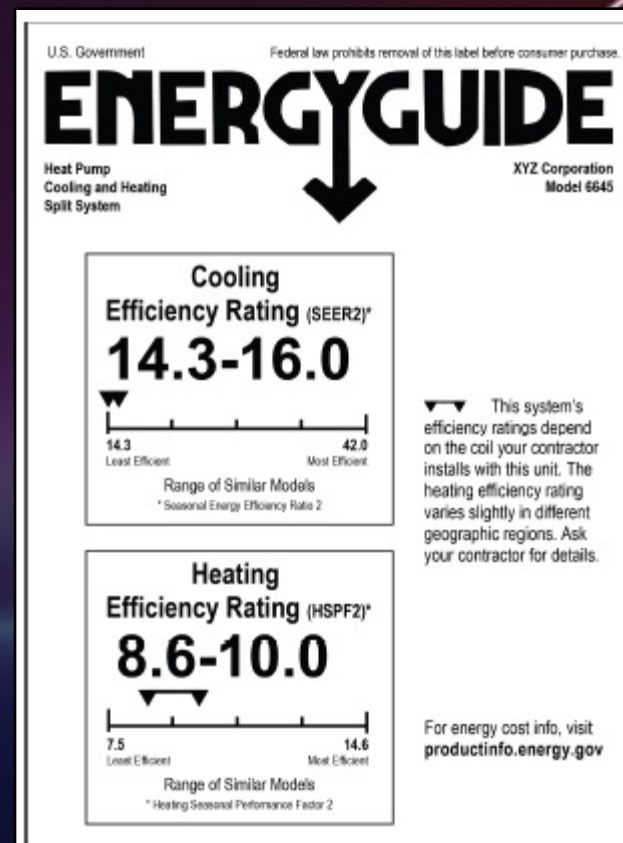 U.S. Government
Federal law prohibits removal of this label before consumer purchase.
ENERGYGUIDE
Heat Pump
Cooling and Heating
Split System
XYZ Corporation
Model 6645
Cooling
Efficiency Rating (SEER2)*
14.3-16.0
14.3
42.0
Least Efficient
Most Efficient
Range of Similar Models
* Seasonal Energy Efficiency Ratio 2
This system's
efficiency ratings depend
on the coil your contractor
installs with this unit. The
heating efficiency rating
varies slightly in different
geographic regions. Ask
your contractor for details.
Heating
Efficiency Rating (HSPF2)*
8.6-10.0
7.5
14.6
Least Efficient
Most Efficient
Range of Similar Models
* Heating Seasonal Performance Factor 2
For energy cost info, visit
productinfo.energy.gov